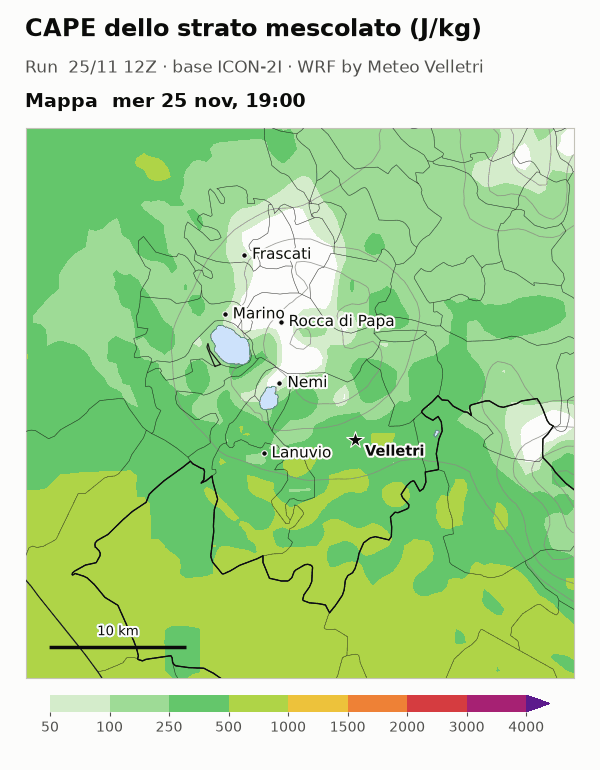 CAPE dello strato mescolato (J/kg)
Run  25/11 12Z · base ICON-2I · WRF by Meteo Velletri
Mappa  mer 25 nov, 19:00
Frascati
Marino
Rocca di Papa
Nemi
Velletri
Lanuvio
10 km
50 100 250 500 1000 1500 2000 3000 4000